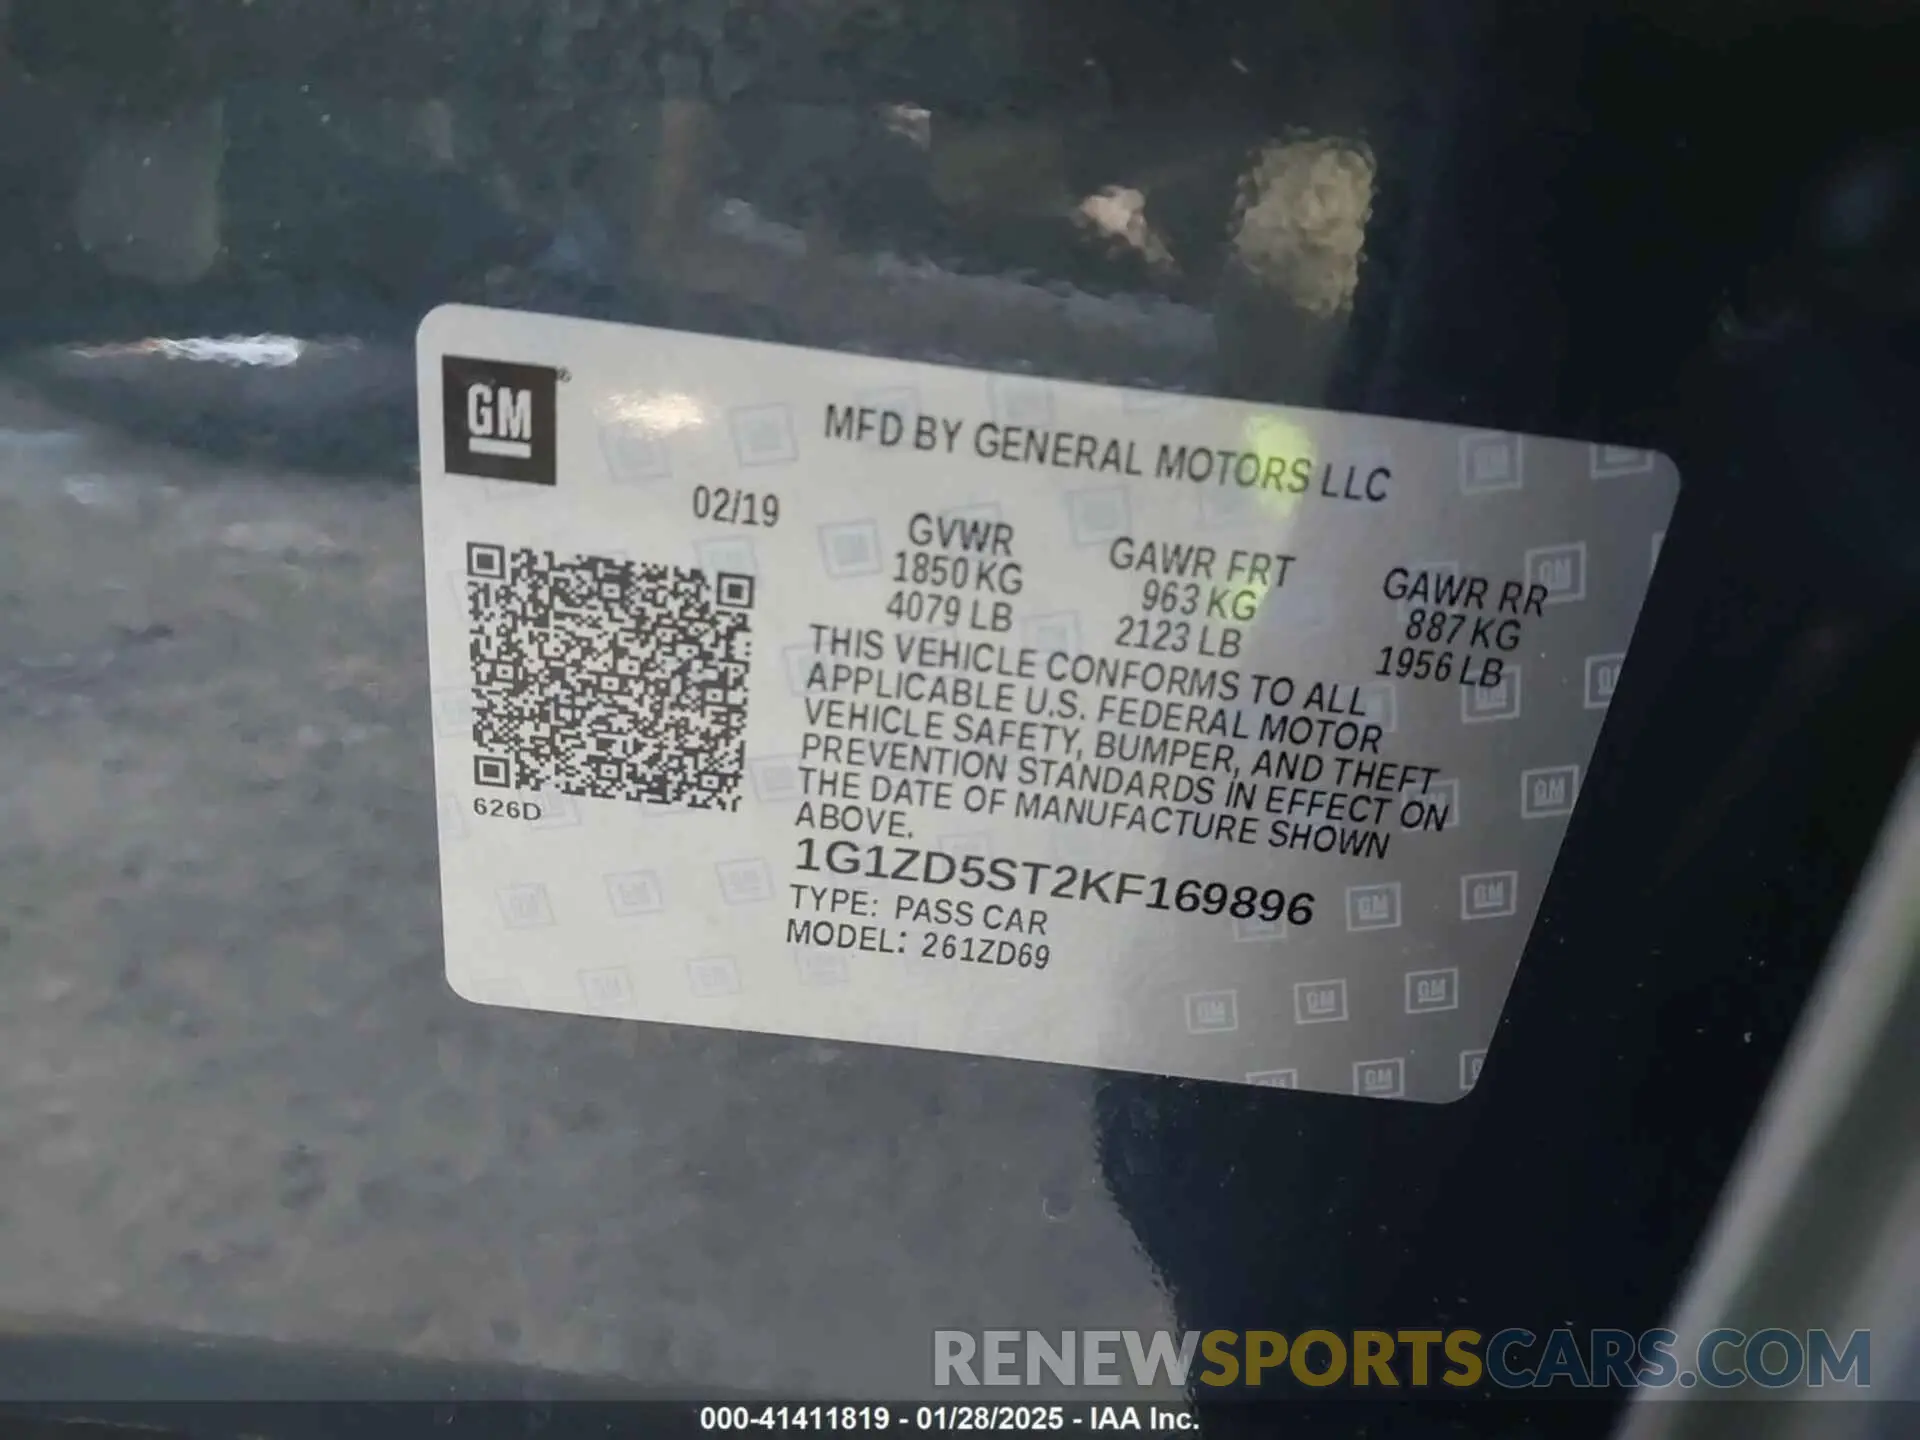 GM®
MFD BY GENERAL MOTORS LLC
02/19
GVWR GAWR FRT GAWR RR
1850 KG 963 KG 887 KG
4079 LB 2123 LB 1956 LB
THIS VEHICLE CONFORMS TO ALL
APPLICABLE U.S. FEDERAL MOTOR
VEHICLE SAFETY, BUMPER, AND THEFT
PREVENTION STANDARDS IN EFFECT ON
THE DATE OF MANUFACTURE SHOWN
ABOVE.
626D
1G1ZD5ST2KF169896
TYPE: PASS CAR
MODEL: 261ZD69
RENEWSPORTSCARS.COM
000-41411819 - 01/28/2025 - IAA Inc.